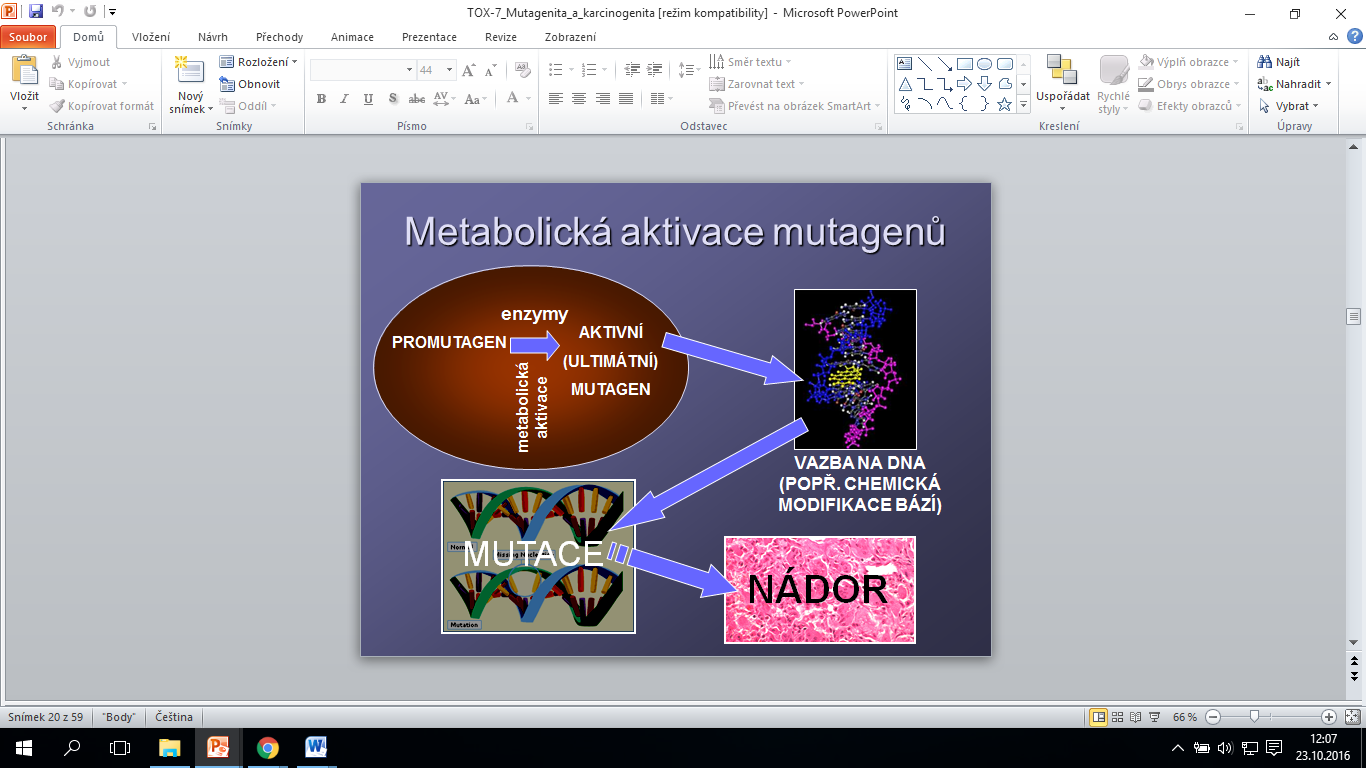 TOX-7_Mutagenita_a_karcinogenita [režim kompatibility] - Microsoft PowerPoint
Soubor Domů Vložení Návrh Přechody Animace Prezentace Revize Zobrazení
Vložit
Vyjmout
Kopírovat
Kopírovat formát
Schránka
Nový
snímek
Rozložení
Obnovit
Oddíl
Snímky
44
Písmo
Směr textu
Zarovnat text
Převést na obrázek SmartArt
Odstavec
Uspořádat
Rychlé
styly
Výplň obrazce
Obrys obrazce
Efekty obrazců
Kreslení
Najít
Nahradit
Vybrat
Úpravy
Metabolická aktivace mutagenů
enzymy
PROMUTAGEN
AKTIVNÍ
(ULTIMÁTNÍ)
MUTAGEN
metabolická
aktivace
VAZBA NA DNA
(POPŘ. CHEMICKÁ
MODIFIKACE BÁZÍ)
MUTACE
Mutation
NÁDOR
Snímek 20 z 59 "Body" Čeština 66 %
12:07
23.10.2016